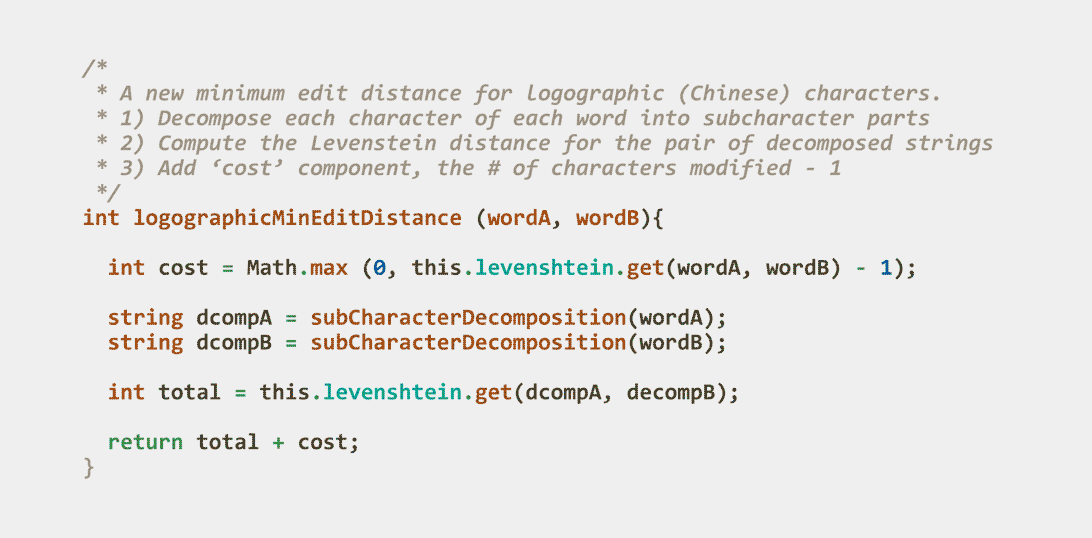 /*
 * A new minimum edit distance for logographic (Chinese) characters.
 * 1) Decompose each character of each word into subcharacter parts
 * 2) Compute the Levenstein distance for the pair of decomposed strings
 * 3) Add ‘cost’ component, the # of characters modified - 1
 */
int logographicMinEditDistance (wordA, wordB){
  int cost = Math.max (0, this.levenshtein.get(wordA, wordB) - 1);
  string dcompA = subCharacterDecomposition(wordA);
  string dcompB = subCharacterDecomposition(wordB);
  int total = this.levenshtein.get(dcompA, decompB);
  return total + cost;
}